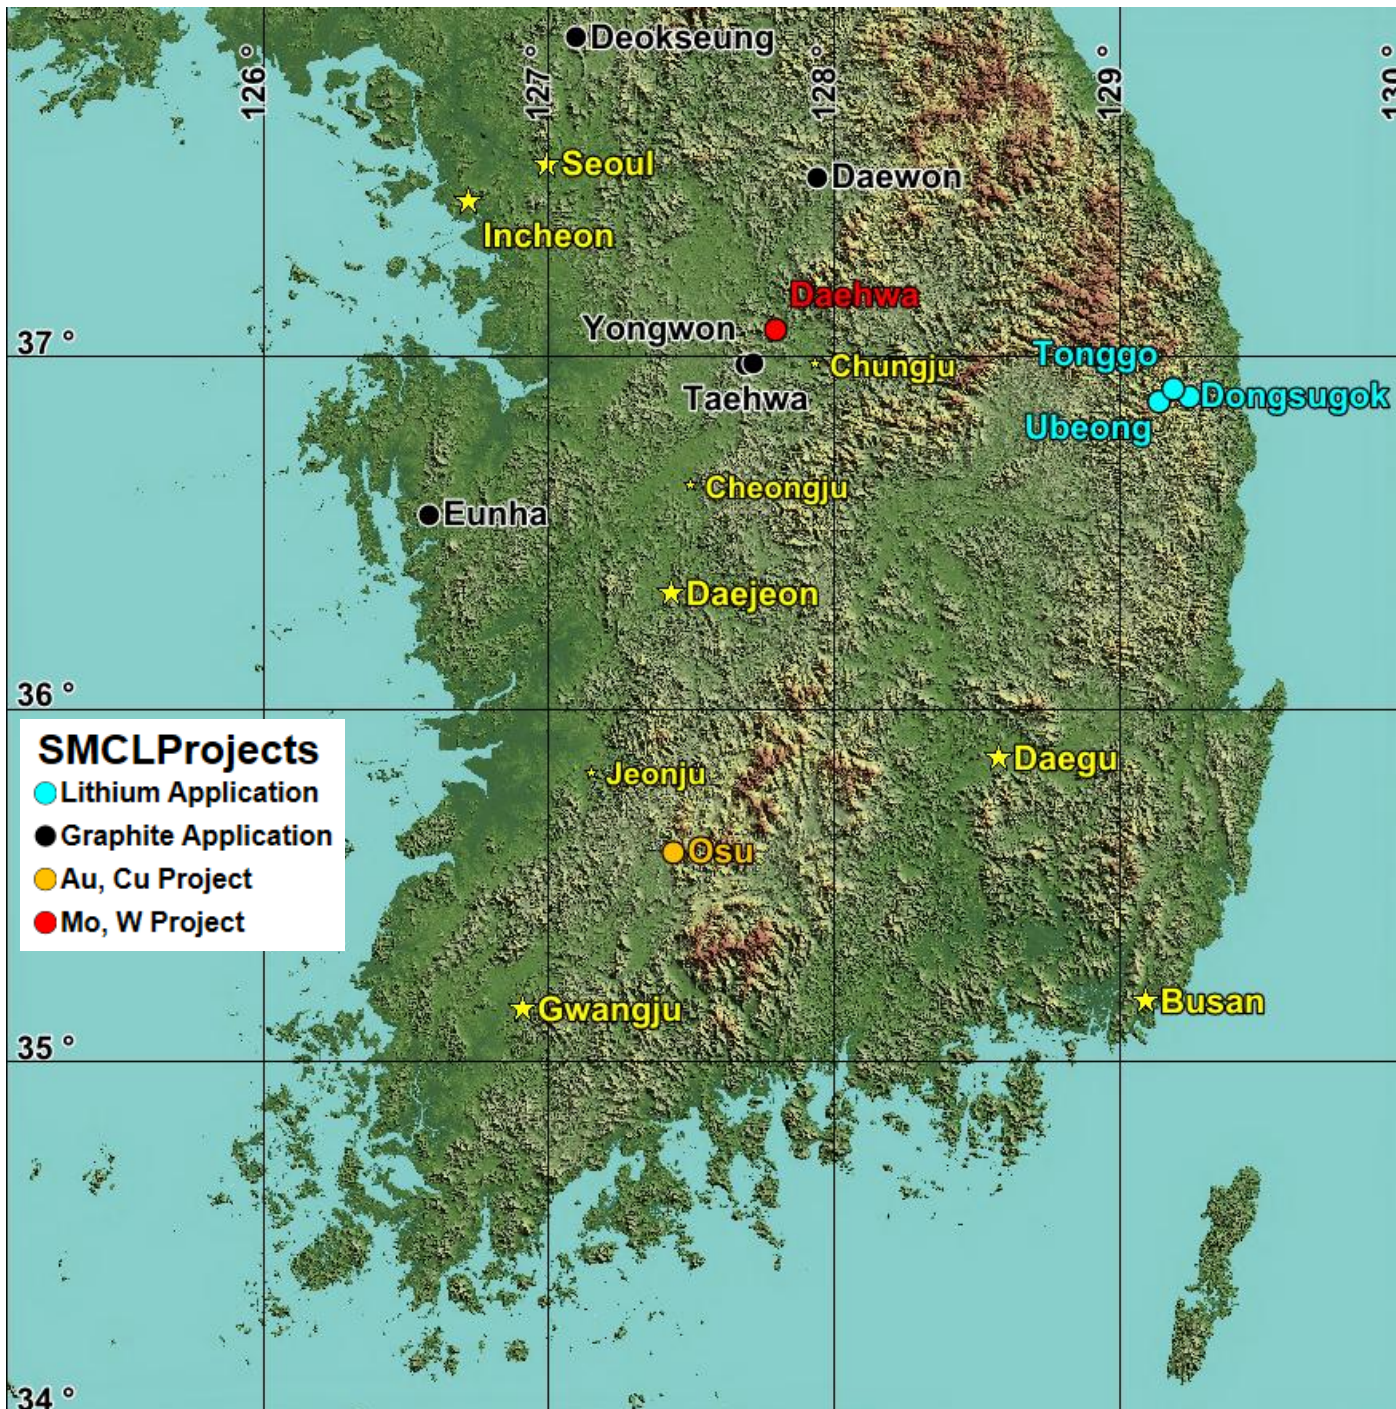 Deokseung
126 °
127 °
128 °
129 °
130 °
Seoul
Daewon
Incheon
Daehwa
Yongwon
37 °
Tonggo
Chungju
Taehwa
Dongsugok
Ubeong
Cheongju
Eunha
Daejeon
36 °
SMCLProjects
Lithium Application
Graphite Application
Au, Cu Project
Mo, W Project
Daegu
Jeonju
Osu
Gwangju
Busan
35 °
34 °